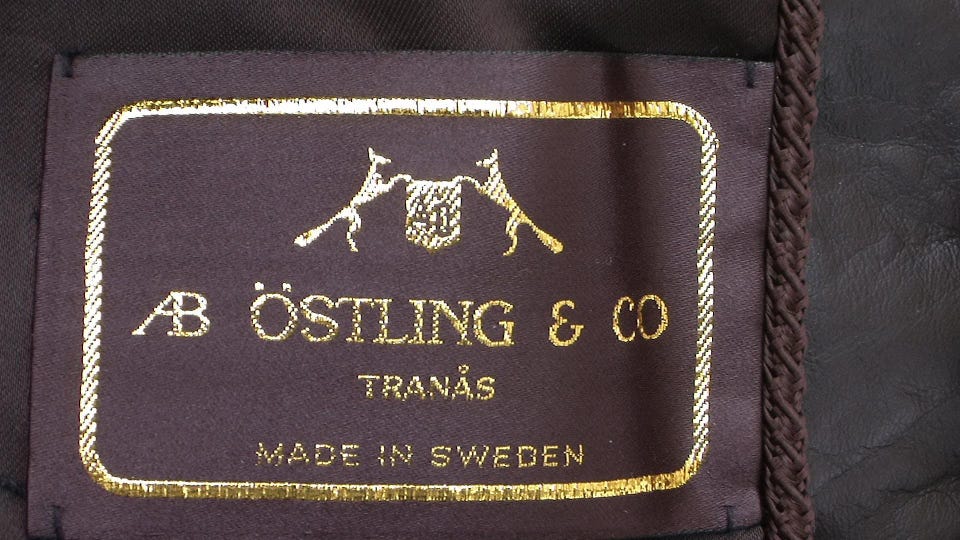 AB ÖSTLING & CO
TRANÅS
MADE IN SWEDEN